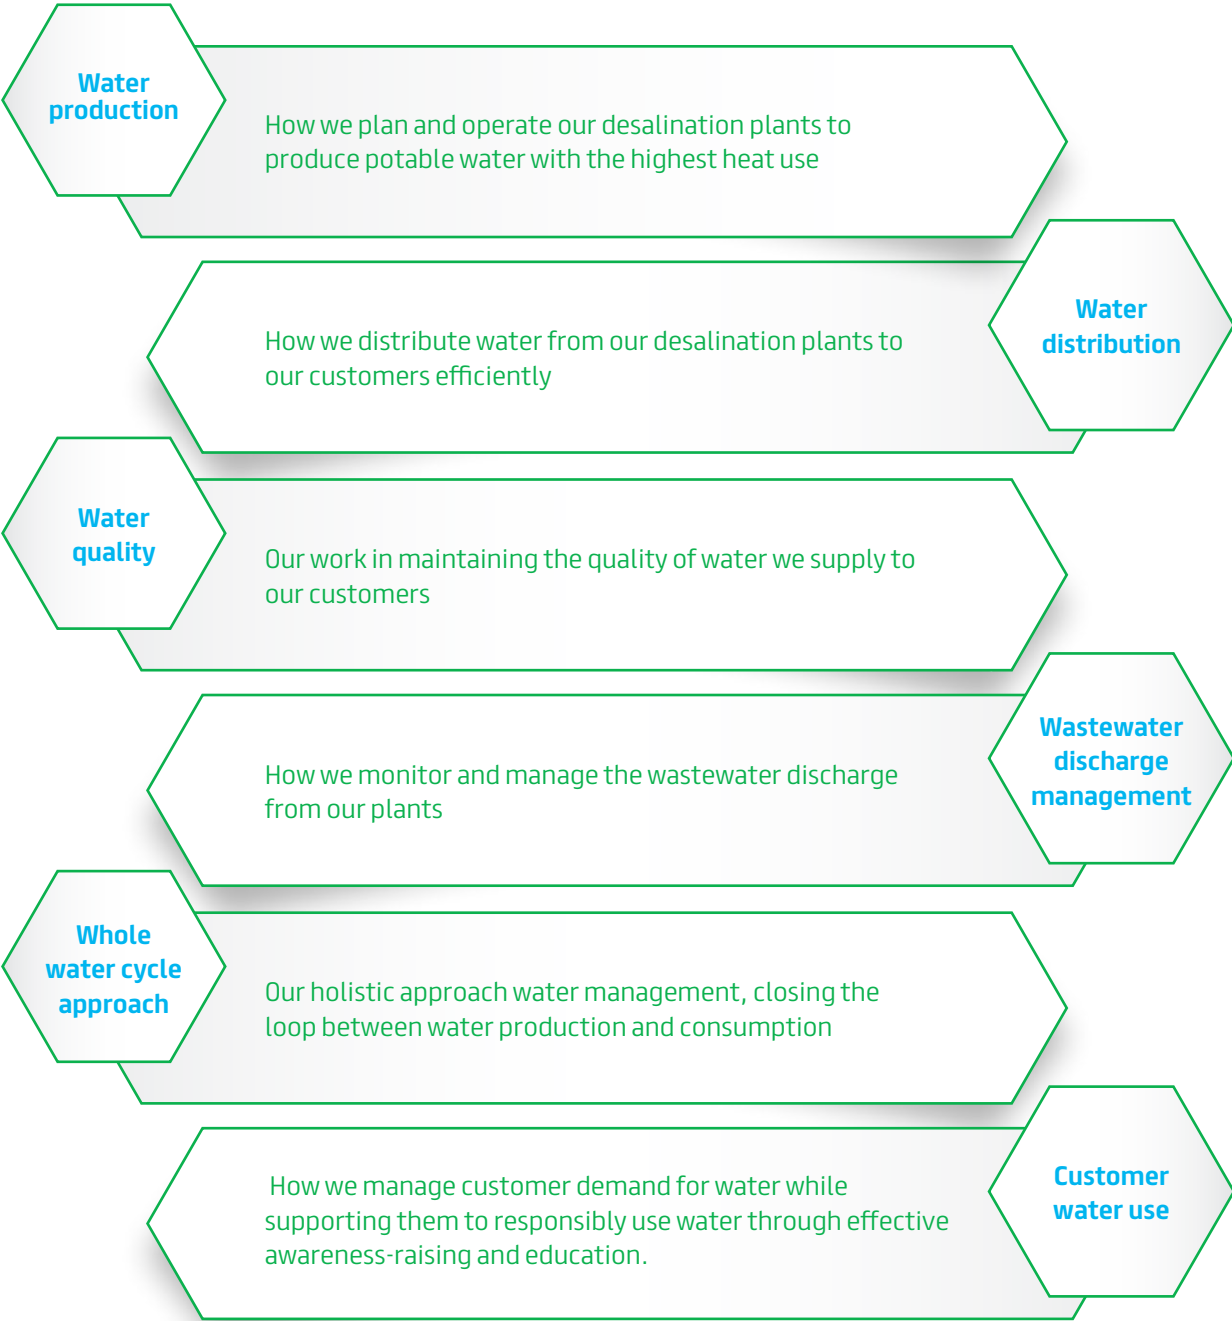 Water
production
How we plan and operate our desalination plants to
produce potable water with the highest heat use
Water
distribution
How we distribute water from our desalination plants to
our customers efficiently
Water
quality
Our work in maintaining the quality of water we supply to
our customers
Wastewater
discharge
management
How we monitor and manage the wastewater discharge
from our plants
Whole
water cycle
approach
Our holistic approach water management, closing the
loop between water production and consumption
Customer
water use
How we manage customer demand for water while
supporting them to responsibly use water through effective
awareness-raising and education.